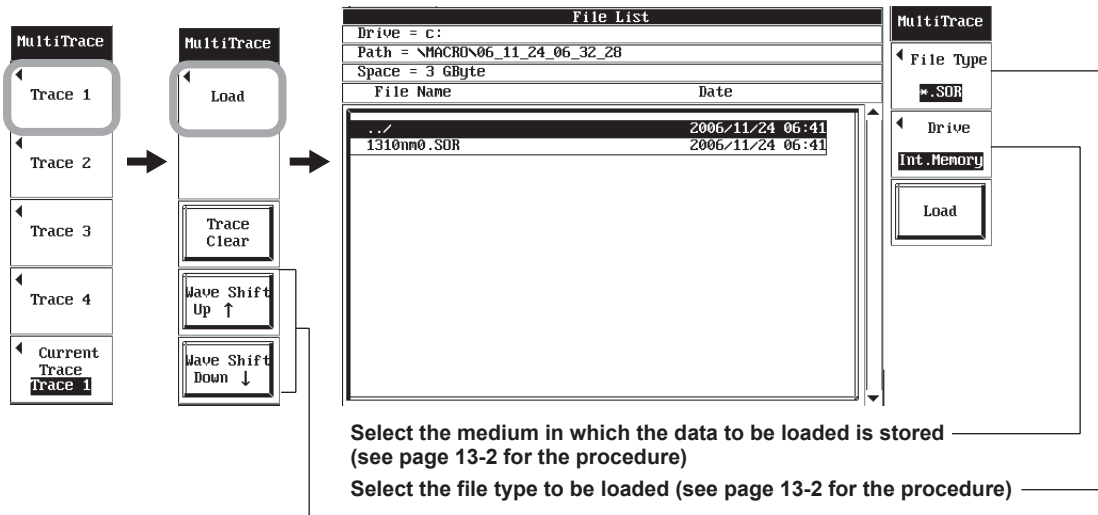 MultiTrace
Trace 1
Trace 2
Trace 3
Trace 4
Current
Trace
Trace 1
MultiTrace
Load
Trace
Clear
Wave Shift
Up ↑
Wave Shift
Down ↓
File List
Drive = c:
Path = \MACRO\06_11_24_06_32_28
Space = 3 GByte
File Name Date
../ 2006/11/24 06:41
1310nm0.SOR 2006/11/24 06:41
MultiTrace
File Type
*.SOR
Drive
Int.Memory
Load
Select the medium in which the data to be loaded is stored
(see page 13-2 for the procedure)
Select the file type to be loaded (see page 13-2 for the procedure)